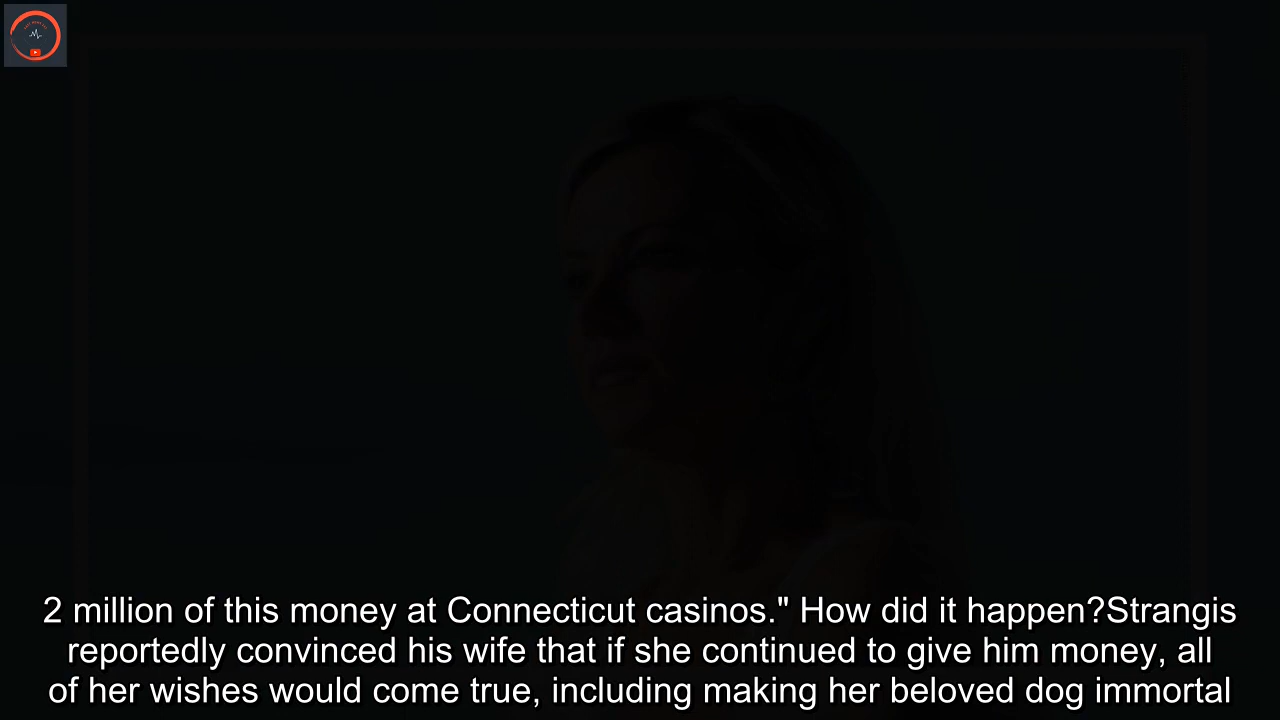 2 million of this money at Connecticut casinos." How did it happen?Strangis
reportedly convinced his wife that if she continued to give him money, all
of her wishes would come true, including making her beloved dog immortal